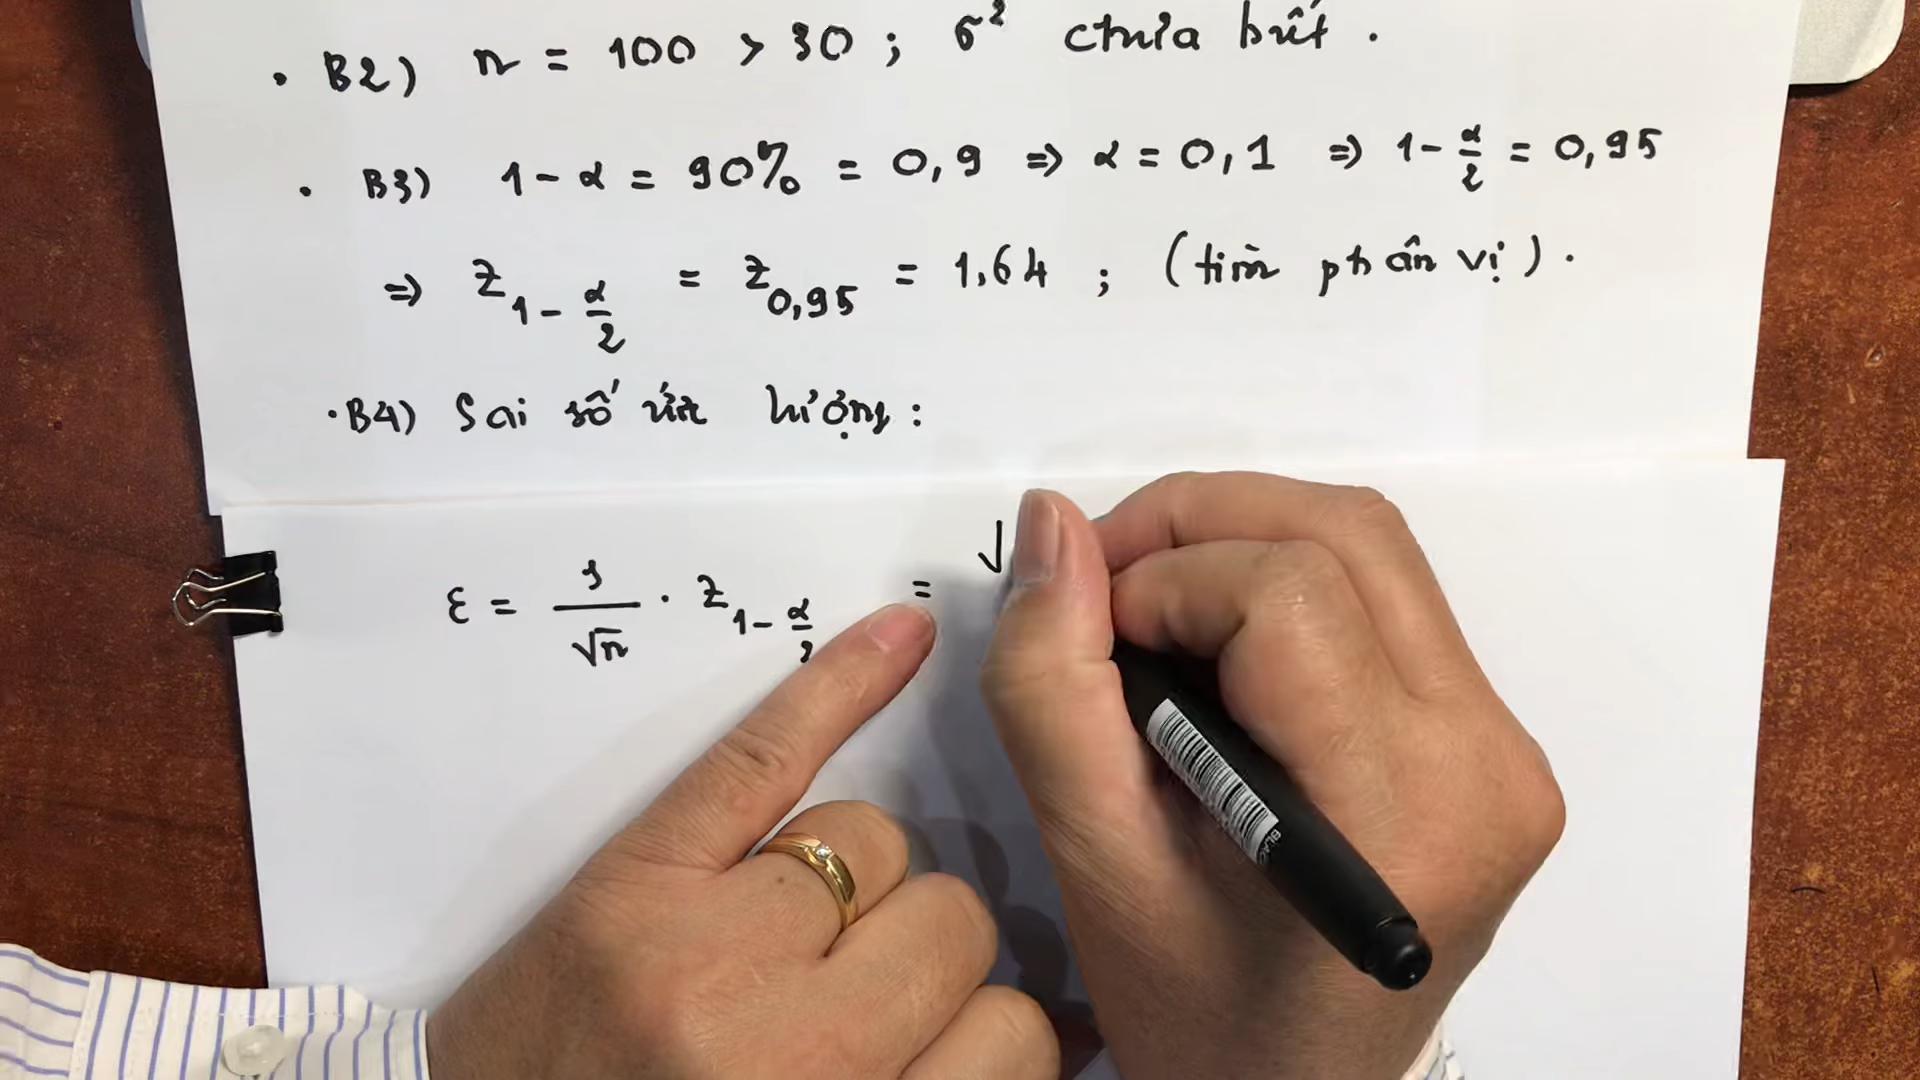 • B2) n = 100 > 30 ; σ² chưa biết .
• B3) 1 - α = 90% = 0,9 ⇒ α = 0,1 ⇒ 1 - α/2 = 0,95
⇒ Z_{1 - α/2} = Z_{0,95} = 1,64 ; (tìm phân vị) .
• B4) Sai số ước lượng :
ε = s/√n . Z_{1 - α/2} = √